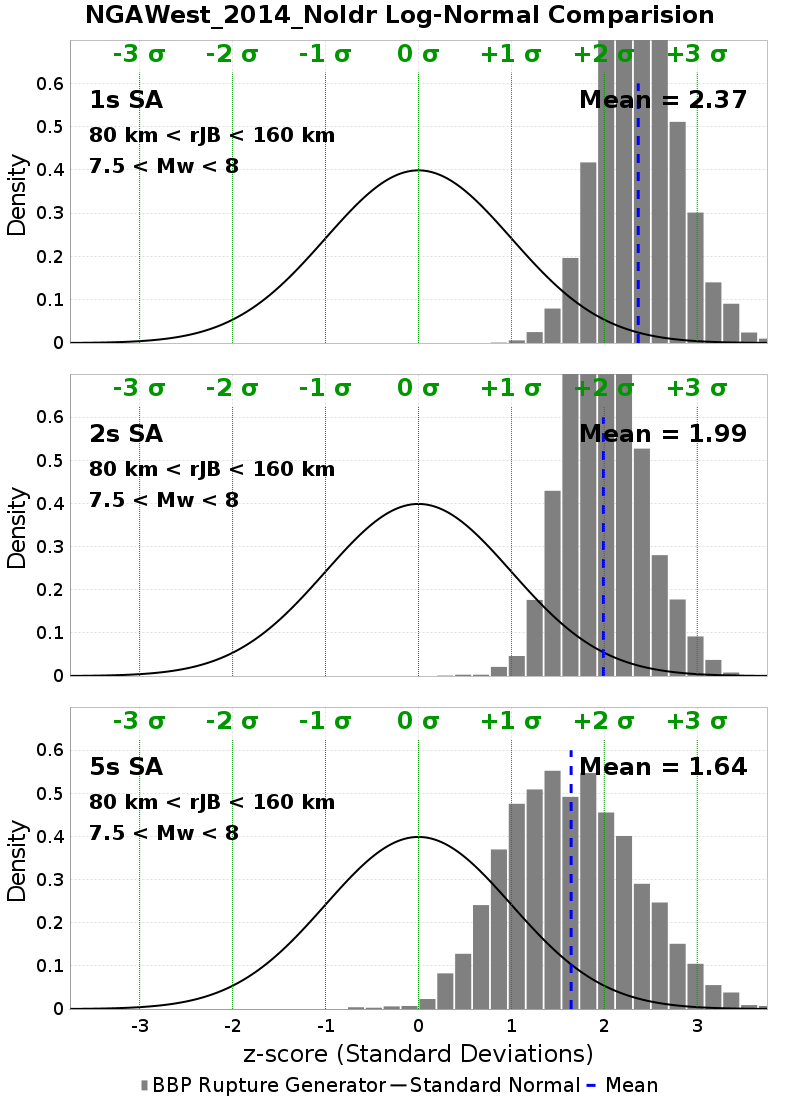 NGAWest_2014_NoIdr Log-Normal Comparision
-3 σ -2 σ -1 σ 0 σ +1 σ +2 σ +3 σ
0.6
1s SA
Mean = 2.37
0.5
80 km < rJB < 160 km
7.5 < Mw < 8
0.4
0.3
0.2
0.1
0
Density
-3 σ -2 σ -1 σ 0 σ +1 σ +2 σ +3 σ
0.6
2s SA
Mean = 1.99
0.5
80 km < rJB < 160 km
7.5 < Mw < 8
0.4
0.3
0.2
0.1
0
Density
-3 σ -2 σ -1 σ 0 σ +1 σ +2 σ +3 σ
0.6
5s SA
Mean = 1.64
0.5
80 km < rJB < 160 km
7.5 < Mw < 8
0.4
0.3
0.2
0.1
0
Density
-3 -2 -1 0 1 2 3
z-score (Standard Deviations)
BBP Rupture Generator Standard Normal Mean